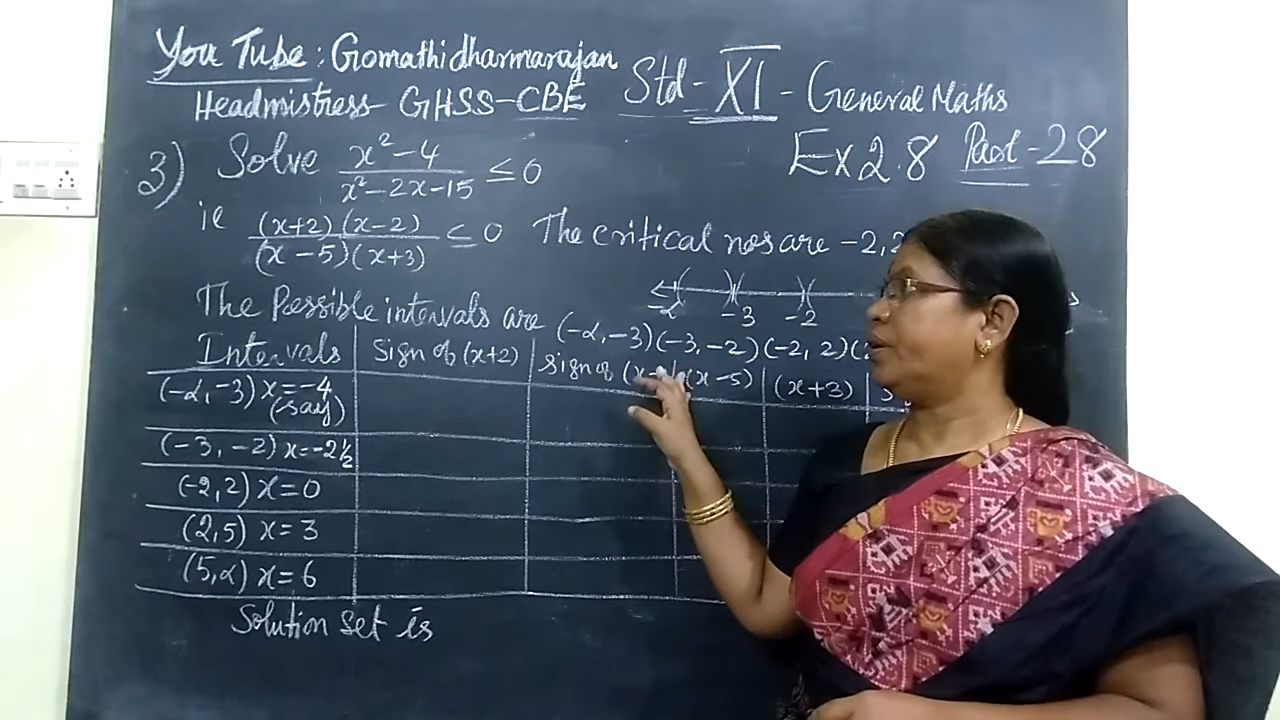 You Tube : Gomathidharmarajan
Headmistress - GHSS-CBE
Std - XI - General Maths
Ex 2.8 Part - 28
3) Solve x² - 4 / x² - 2x - 15 ≤ 0
ie (x+2)(x-2) / (x-5)(x+3) ≤ 0 The critical nos are -2, 2
-α -3 -2
The Possible intervals are (-α, -3)(-3, -2)(-2, 2)(
Intervals Sign of (x+2) Sign of (x - (x-5) (x+3)
(-α, -3) x = -4
(say)
(-3, -2) x = -2½
(-2, 2) x = 0
(2, 5) x = 3
(5, α) x = 6
Solution set is